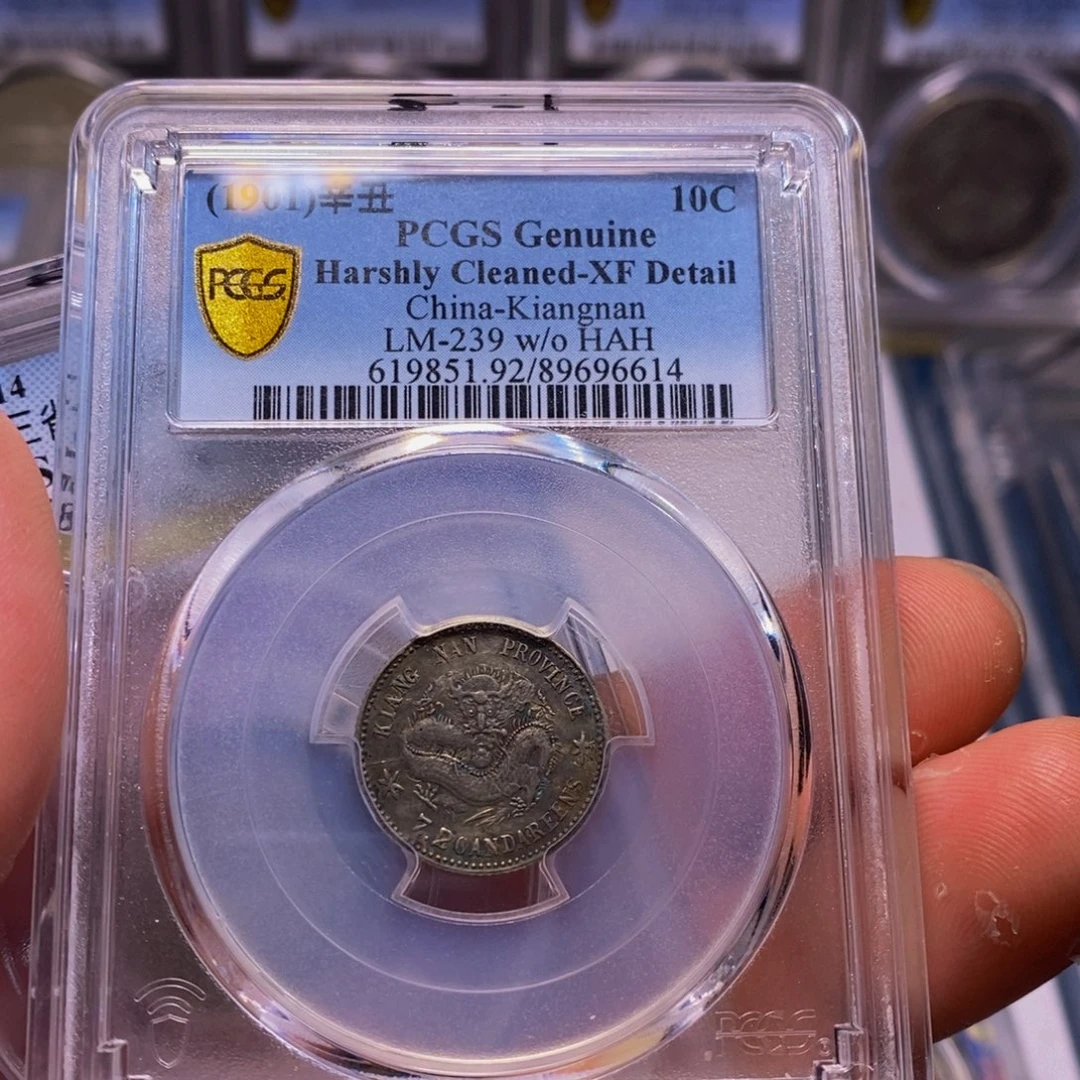 (1901)辛丑 10C
PCGS Genuine
PCGS
Harshly Cleaned-XF Detail
China-Kiangnan
LM-239 w/o HAH
619851.92/89696614
KIANG NAN PROVINCE
7.2 CANDAREENS
PCGS
14